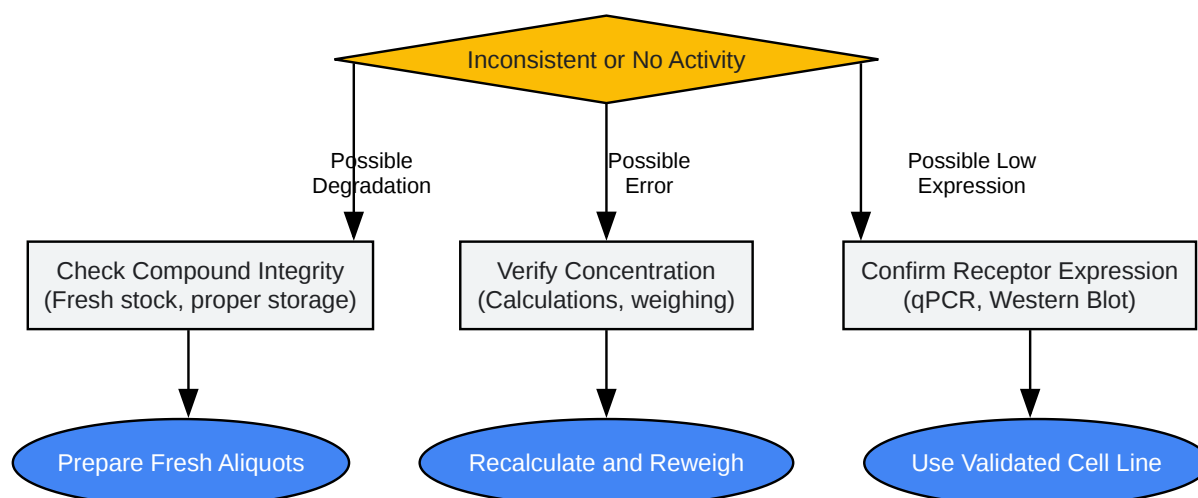 Inconsistent or No Activity
Possible
Degradation
Possible
Error
Possible Low
Expression
Check Compound Integrity
(Fresh stock, proper storage)
Verify Concentration
(Calculations, weighing)
Confirm Receptor Expression
(qPCR, Western Blot)
Prepare Fresh Aliquots
Recalculate and Reweigh
Use Validated Cell Line